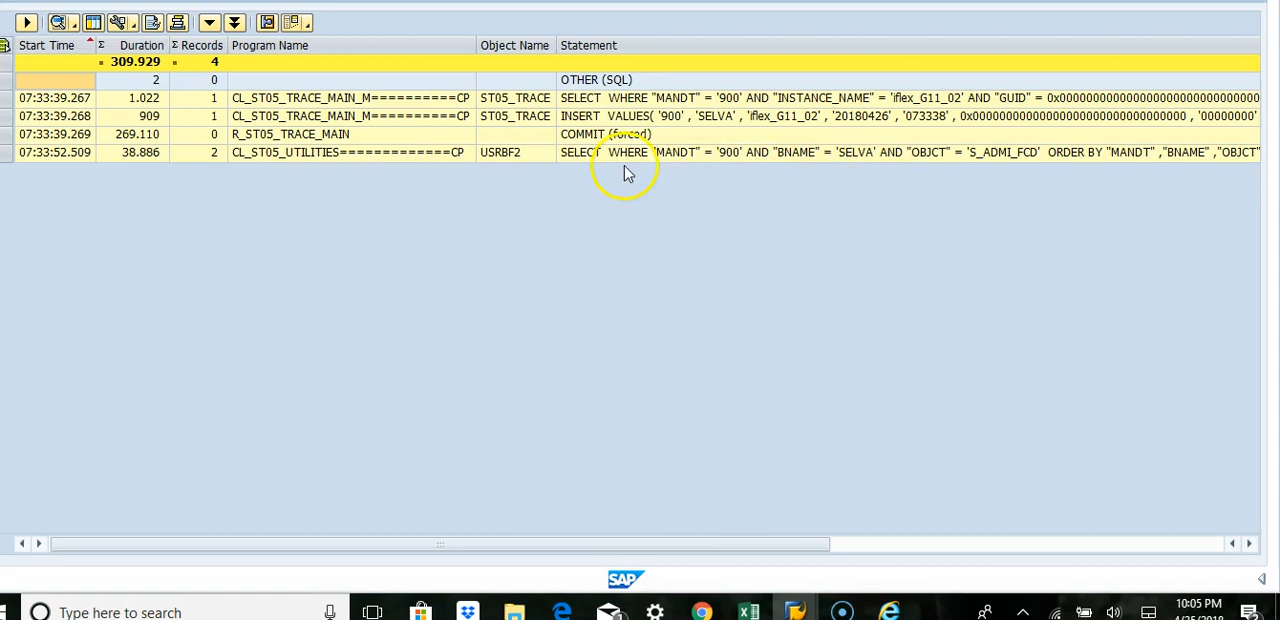 Start Time Σ Duration Σ Records Program Name Object Name Statement
309.929 4
2 0 OTHER (SQL)
07:33:39.267 1.022 1 CL_ST05_TRACE_MAIN_M==========CP ST05_TRACE SELECT WHERE "MANDT" = '900' AND "INSTANCE_NAME" = 'iflex_G11_02' AND "GUID" = 0x00000000000000000000000000
07:33:39.268 909 1 CL_ST05_TRACE_MAIN_M==========CP ST05_TRACE INSERT VALUES( '900' , 'SELVA' , 'iflex_G11_02' , '20180426' , '073338' , 0x00000000000000000000000000000000 , '00000000'
07:33:39.269 269.110 0 R_ST05_TRACE_MAIN COMMIT (forced)
07:33:52.509 38.886 2 CL_ST05_UTILITIES=============CP USRBF2 SELECT WHERE "MANDT" = '900' AND "BNAME" = 'SELVA' AND "OBJCT" = 'S_ADMI_FCD' ORDER BY "MANDT" ,"BNAME" ,"OBJCT"
SAP
Type here to search
10:05 PM
4/25/2018